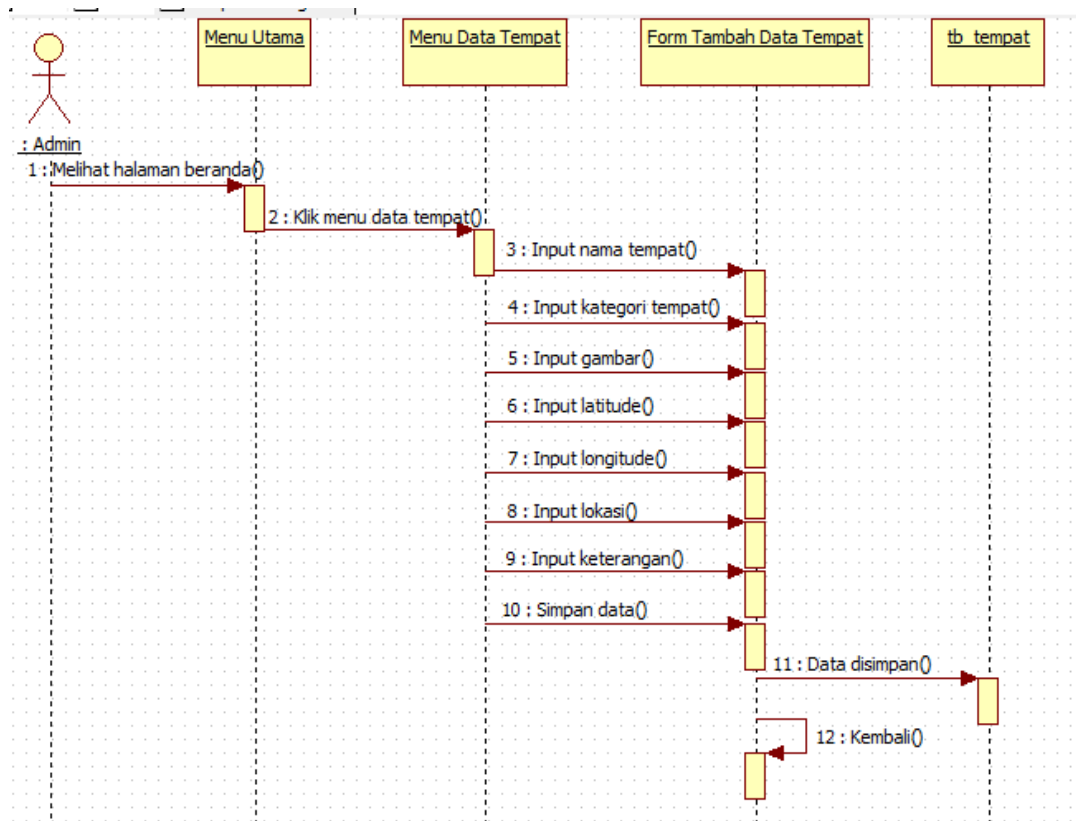 Menu Utama
Menu Data Tempat
Form Tambah Data Tempat
tb_tempat
: Admin
1 : Melihat halaman beranda()
2 : Klik menu data tempat()
3 : Input nama tempat()
4 : Input kategori tempat()
5 : Input gambar()
6 : Input latitude()
7 : Input longitude()
8 : Input lokasi()
9 : Input keterangan()
10 : Simpan data()
11 : Data disimpan()
12 : Kembali()